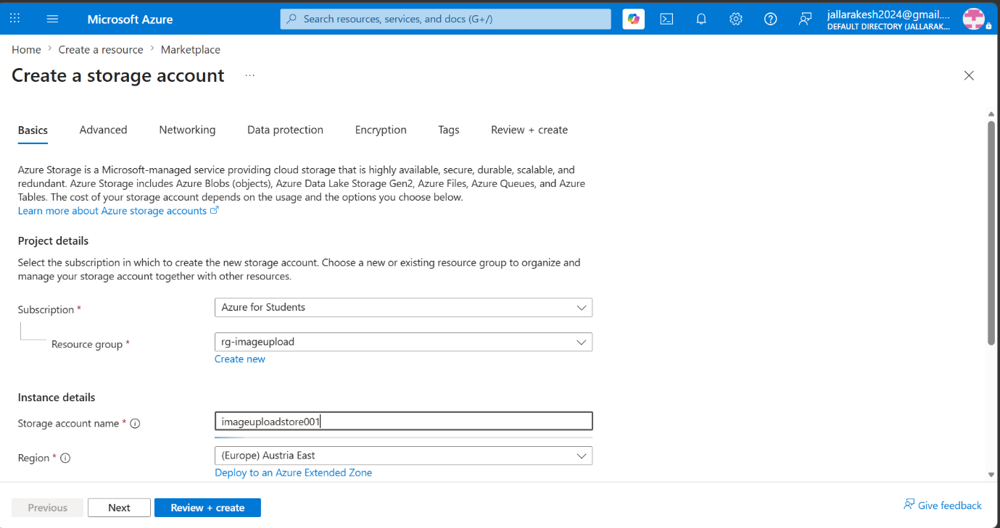 Microsoft Azure
Search resources, services, and docs (G+/)
jallarakesh2024@gmail....
DEFAULT DIRECTORY (JALLARAK...
Home > Create a resource > Marketplace
Create a storage account ...
Basics Advanced Networking Data protection Encryption Tags Review + create
Azure Storage is a Microsoft-managed service providing cloud storage that is highly available, secure, durable, scalable, and
redundant. Azure Storage includes Azure Blobs (objects), Azure Data Lake Storage Gen2, Azure Files, Azure Queues, and Azure
Tables. The cost of your storage account depends on the usage and the options you choose below.
Learn more about Azure storage accounts
Project details
Select the subscription in which to create the new storage account. Choose a new or existing resource group to organize and
manage your storage account together with other resources.
Subscription * Azure for Students
Resource group * rg-imageupload
Create new
Instance details
Storage account name * imageuploadstore001
Region * (Europe) Austria East
Deploy to an Azure Extended Zone
Previous Next Review + create Give feedback